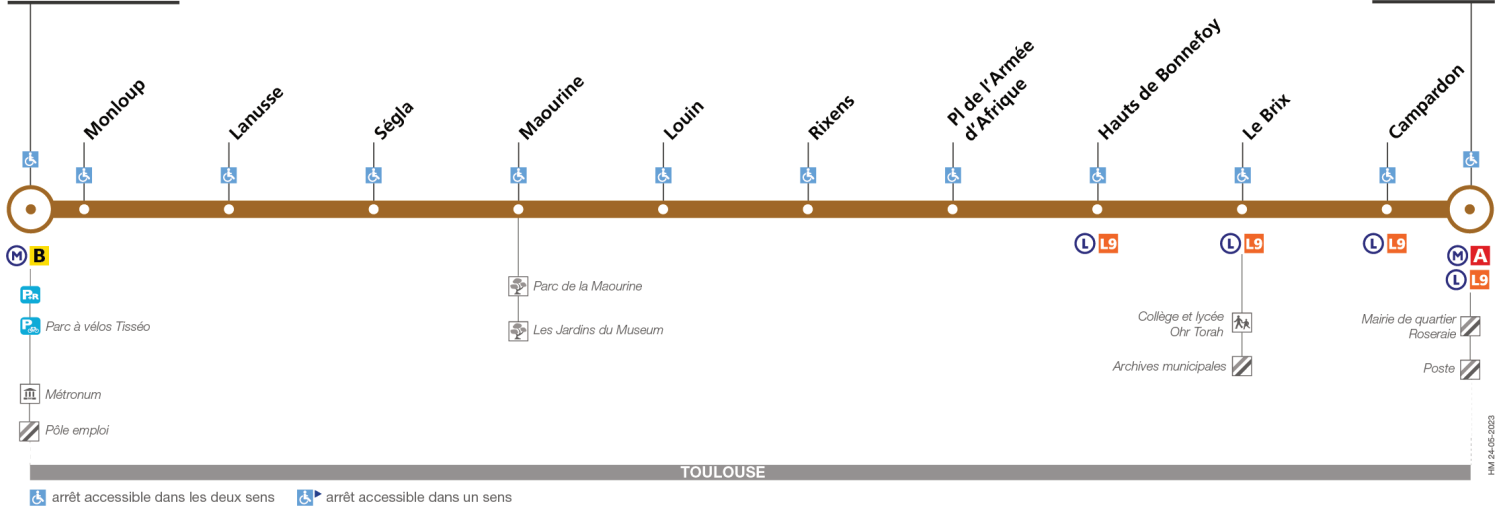 Monloup
Lanusse
Ségla
Maourine
Louin
Rixens
Pl de l'Armée
d'Afrique
Hauts de Bonnefoy
Le Brix
Campardon
M B
L L9
L L9
L L9
M A
L L9
P+R
P Parc à vélos Tisséo
Métronum
Pôle emploi
Parc de la Maourine
Les Jardins du Museum
Collège et lycée
Ohr Torah
Archives municipales
Mairie de quartier
Roseraie
Poste
HM 24-05-2023
TOULOUSE
arrêt accessible dans les deux sens
arrêt accessible dans un sens